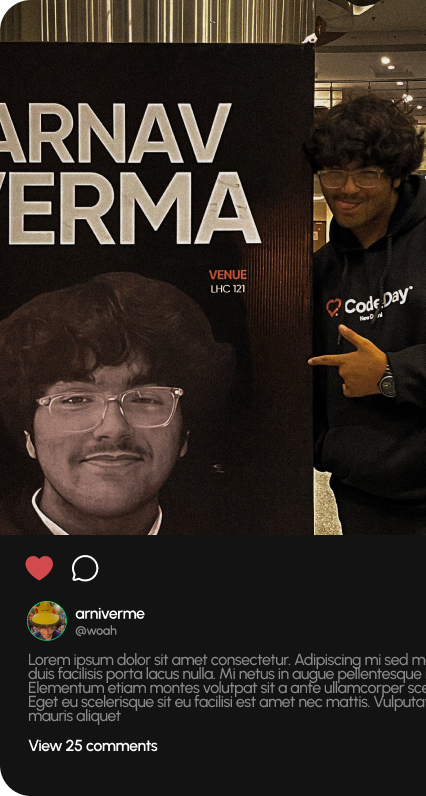 ARNAV
VERMA
VENUE
LHC 121
CodeDay
arniverme
@woah
Lorem ipsum dolor sit amet consectetur. Adipiscing mi sed m
duis facilisis porta lacus nulla. Mi netus in augue pellentesque
Elementum etiam montes volutpat sit a ante ullamcorper sce
Eget eu scelerisque sit eu facilisi est amet nec mattis. Vulputa
mauris aliquet
View 25 comments